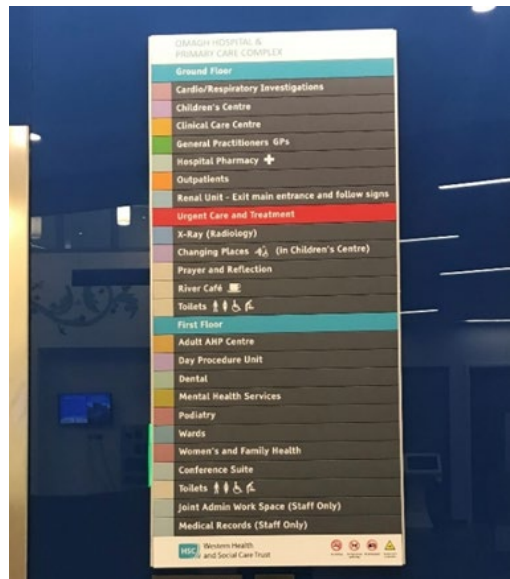 OMAGH HOSPITAL &
PRIMARY CARE COMPLEX
Ground Floor
Cardio/Respiratory Investigations
Children's Centre
Clinical Care Centre
General Practitioners GPs
Hospital Pharmacy
Outpatients
Renal Unit - Exit main entrance and follow signs
Urgent Care and Treatment
X-Ray (Radiology)
Changing Places (in Children's Centre)
Prayer and Reflection
River Café
Toilets
First Floor
Adult AHP Centre
Day Procedure Unit
Dental
Mental Health Services
Podiatry
Wards
Women's and Family Health
Conference Suite
Toilets
Joint Admin Work Space (Staff Only)
Medical Records (Staff Only)
HSC Western Health
and Social Care Trust